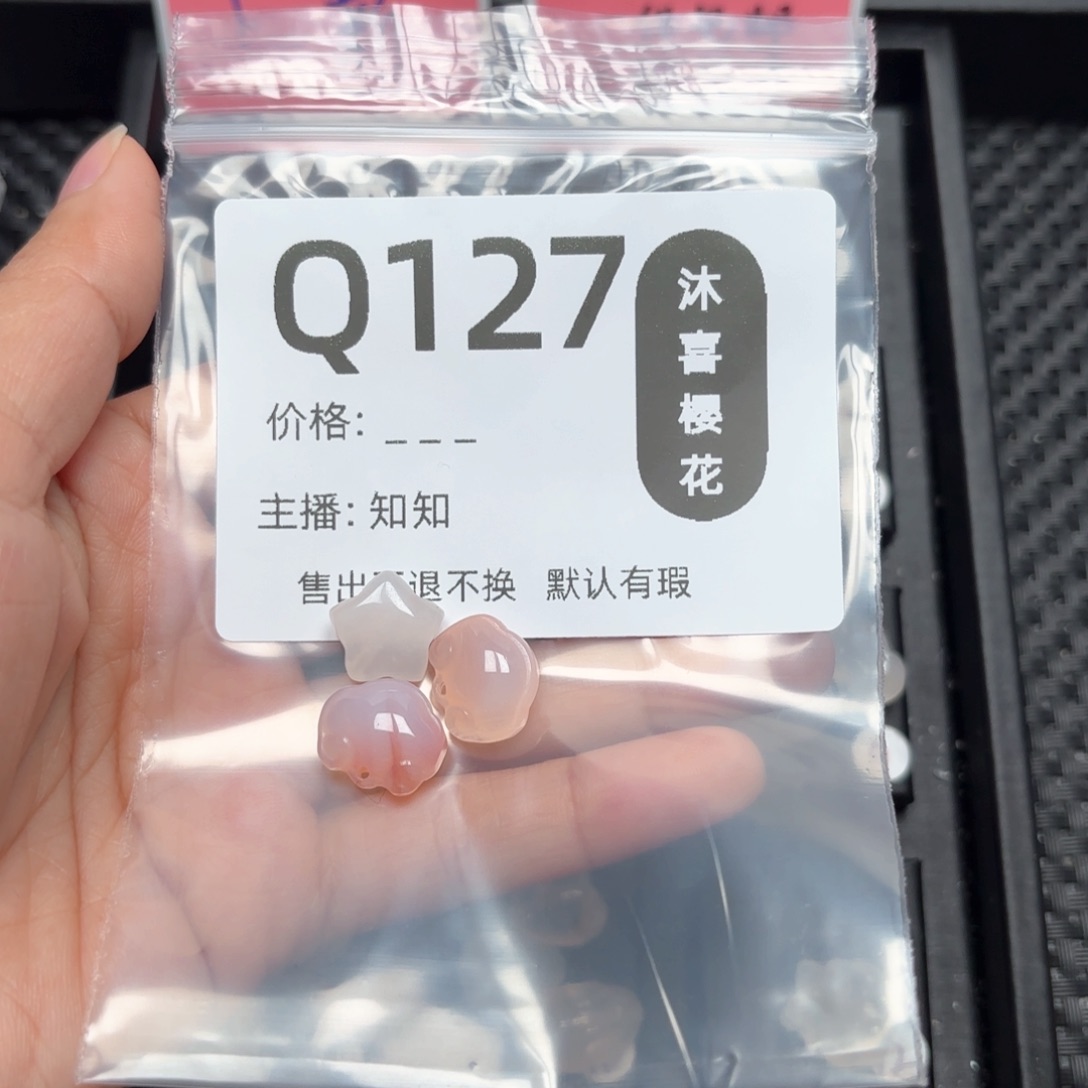 Q127
沐喜樱花
价格: _ _ _
主播: 知知
售出 退不换 默认有瑕